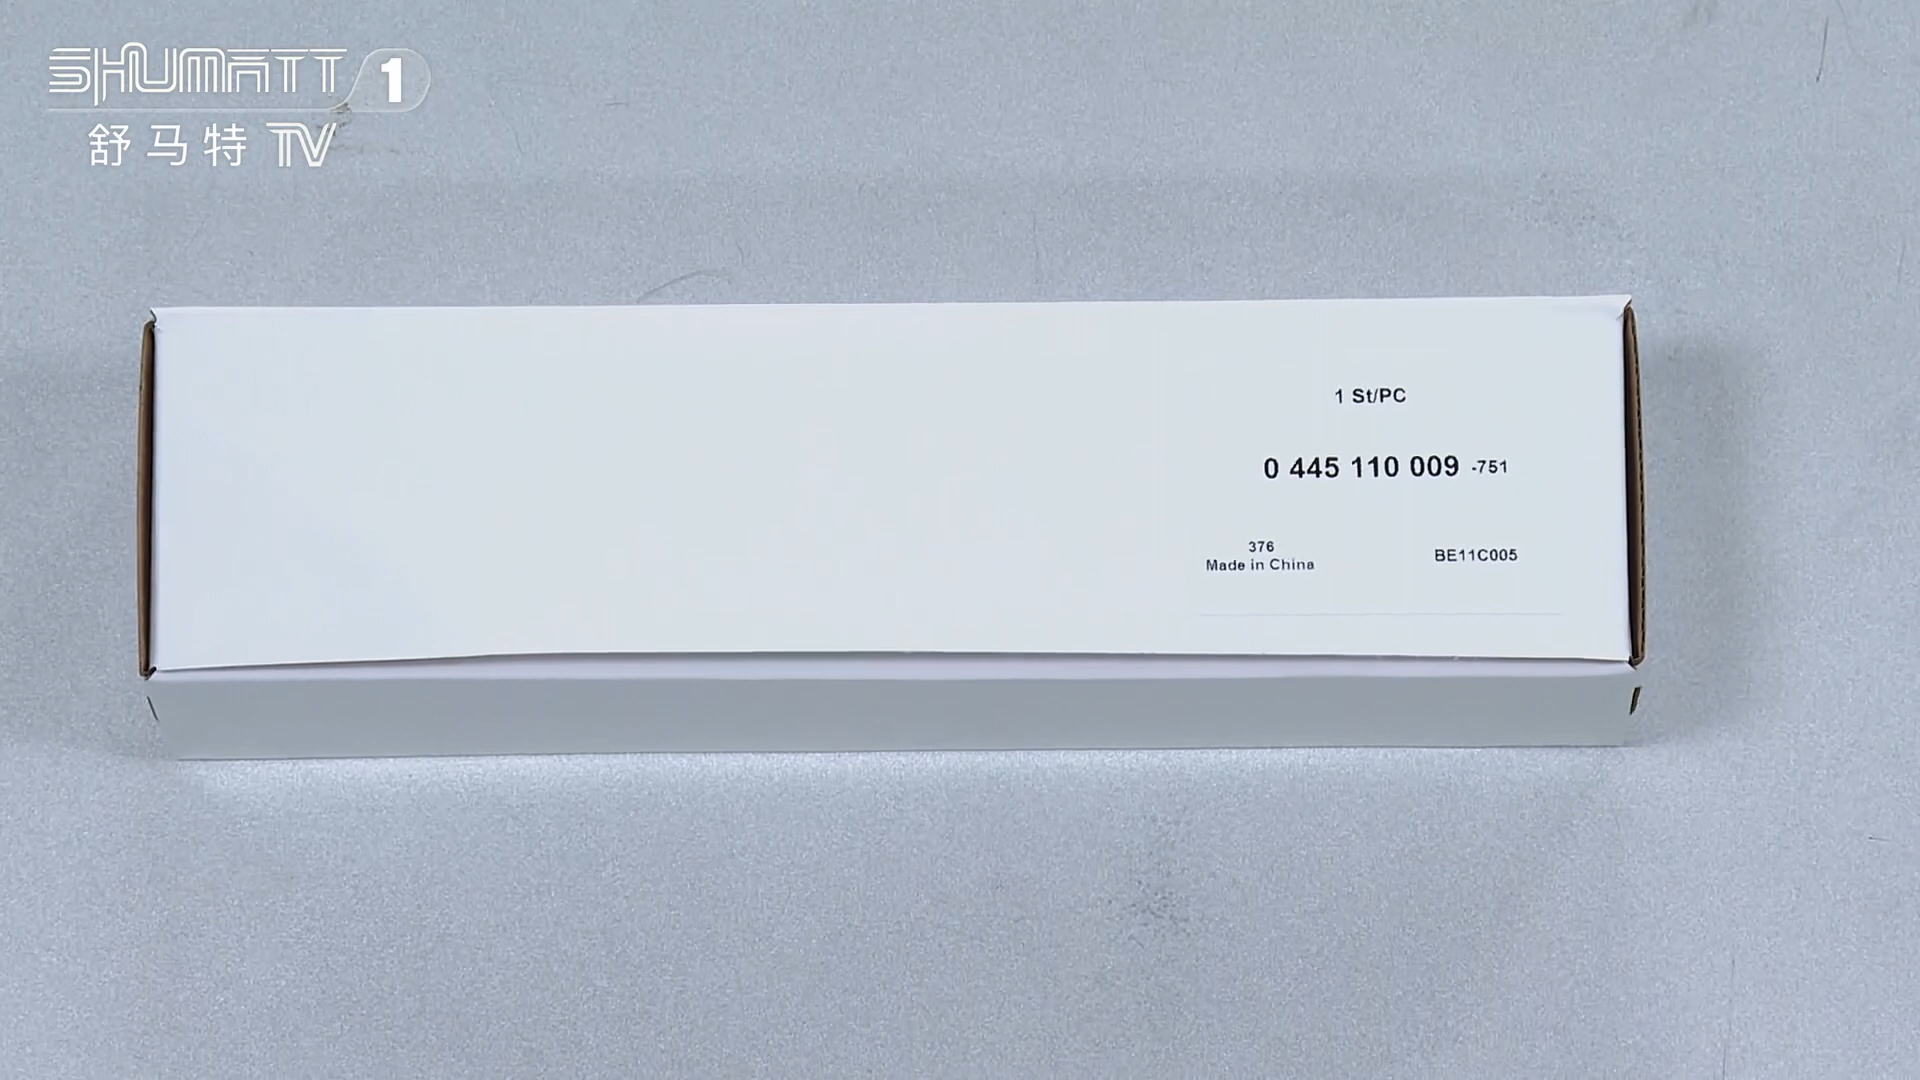 SHUMATT 1
舒马特 TV
1 St/PC
0 445 110 009 -751
376
Made in China
BE11C005